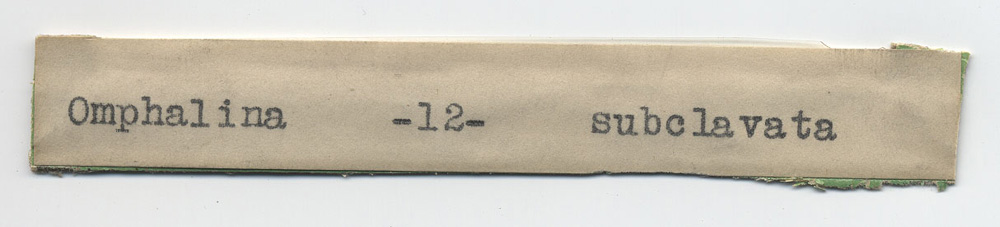 Omphalina -12- subclavata